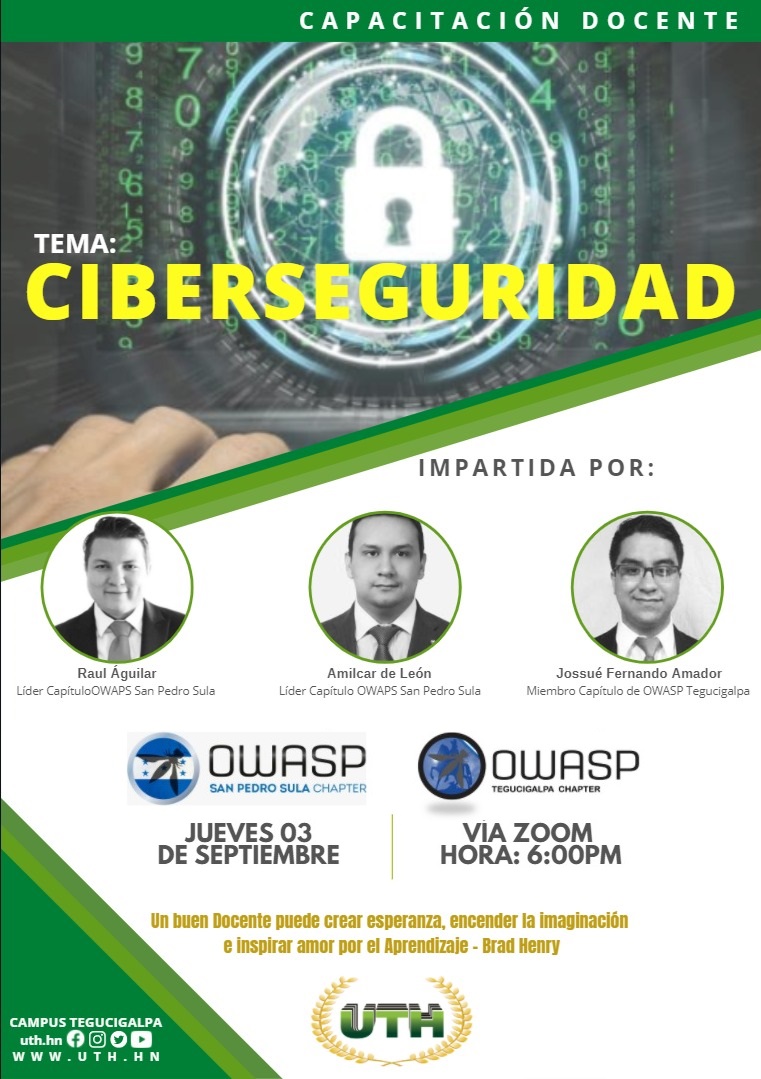 CAPACITACIÓN DOCENTE
TEMA:
CIBERSEGURIDAD
IMPARTIDA POR:
Raul Águilar
Líder CapítuloOWAPS San Pedro Sula
Amilcar de León
Líder Capítulo OWAPS San Pedro Sula
Jossué Fernando Amador
Miembro Capítulo de OWASP Tegucigalpa
OWASP
SAN PEDRO SULA CHAPTER
OWASP
TEGUCIGALPA CHAPTER
JUEVES 03
DE SEPTIEMBRE
VÍA ZOOM
HORA: 6:00PM
Un buen Docente puede crear esperanza, encender la imaginación
e inspirar amor por el Aprendizaje - Brad Henry
UTH
CAMPUS TEGUCIGALPA
uth.hn
WWW.UTH.HN